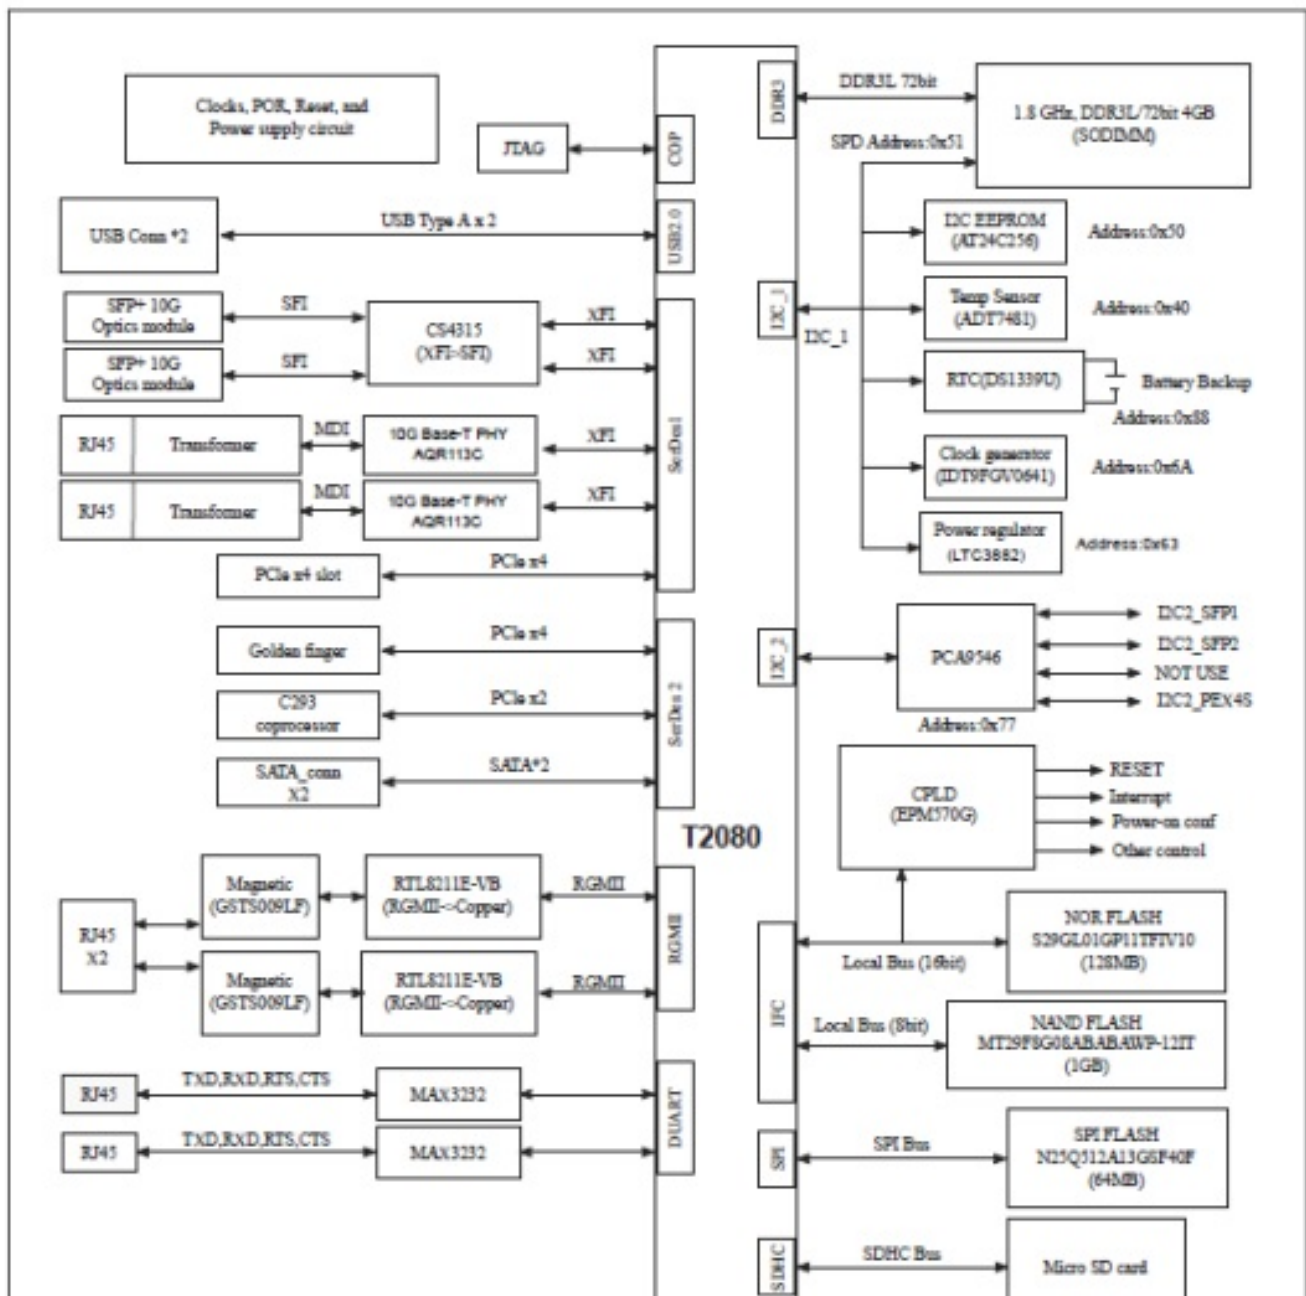 Clocks, POR, Reset, and
Power supply circuit
JTAG
COP
USB Conn *2
USB Type A x 2
USB2.0
SFP+ 10G
Optics module
SFI
SFP+ 10G
Optics module
SFI
CS4315
(XFI-SFI)
XFI
XFI
RJ45
Transformer
MDI
10G Base-T PHY
AQR113C
XFI
RJ45
Transformer
MDI
10G Base-T PHY
AQR113C
XFI
SerDes1
PCIe x4 slot
PCIe x4
Golden finger
PCIe x4
C293
coprocessor
PCIe x2
SATA_conn
X2
SATA*2
SerDes 2
T2080
RJ45
X2
Magnetic
(GSTS009LF)
RTL8211E-VB
(RGMII->Copper)
RGMII
Magnetic
(GSTS009LF)
RTL8211E-VB
(RGMII->Copper)
RGMII
RGMII
RJ45
TXD,RXD,RTS,CTS
MAX3232
RJ45
TXD,RXD,RTS,CTS
MAX3232
DUART
DDR3
DDR3L 72bit
1.8 GHz, DDR3L/72bit 4GB
(SODIMM)
SPD Address:0x51
I2C EEPROM
(AT24C256)
Address:0x50
I2C_1
I2C_1
Temp Sensor
(ADT7481)
Address:0x40
RTC(DS1339U)
Battery Backup
Address:0x88
Clock generator
(IDT9FGV0641)
Address:0x6A
Power regulator
(LTC3882)
Address:0x63
I2C_2
PCA9546
Address:0x77
I2C2_SFP1
I2C2_SFP2
NOT USE
I2C2_PEX4S
CPLD
(EPM570G)
RESET
Interrupt
Power-on conf
Other control
IFC
Local Bus (16bit)
NOR FLASH
S29GL01GP11TFIV10
(128MB)
Local Bus (8bit)
NAND FLASH
MT29F8G08ABABAWP-12IT
(1GB)
SPI
SPI Bus
SPI FLASH
N25Q512A13GSF40F
(64MB)
SDHC
SDHC Bus
Micro SD card